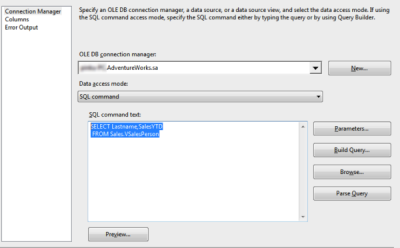 Connection Manager
Columns
Error Output
Specify an OLE DB connection manager, a data source, or a data source view, and select the data access mode. If using
the SQL command access mode, specify the SQL command either by typing the query or by using Query Builder.
OLE DB connection manager:
.AdventureWorks.sa
New...
Data access mode:
SQL command
SQL command text:
SELECT Lastname,SalesYTD
FROM Sales.VSalesPerson
Parameters...
Build Query...
Browse...
Parse Query
Preview...